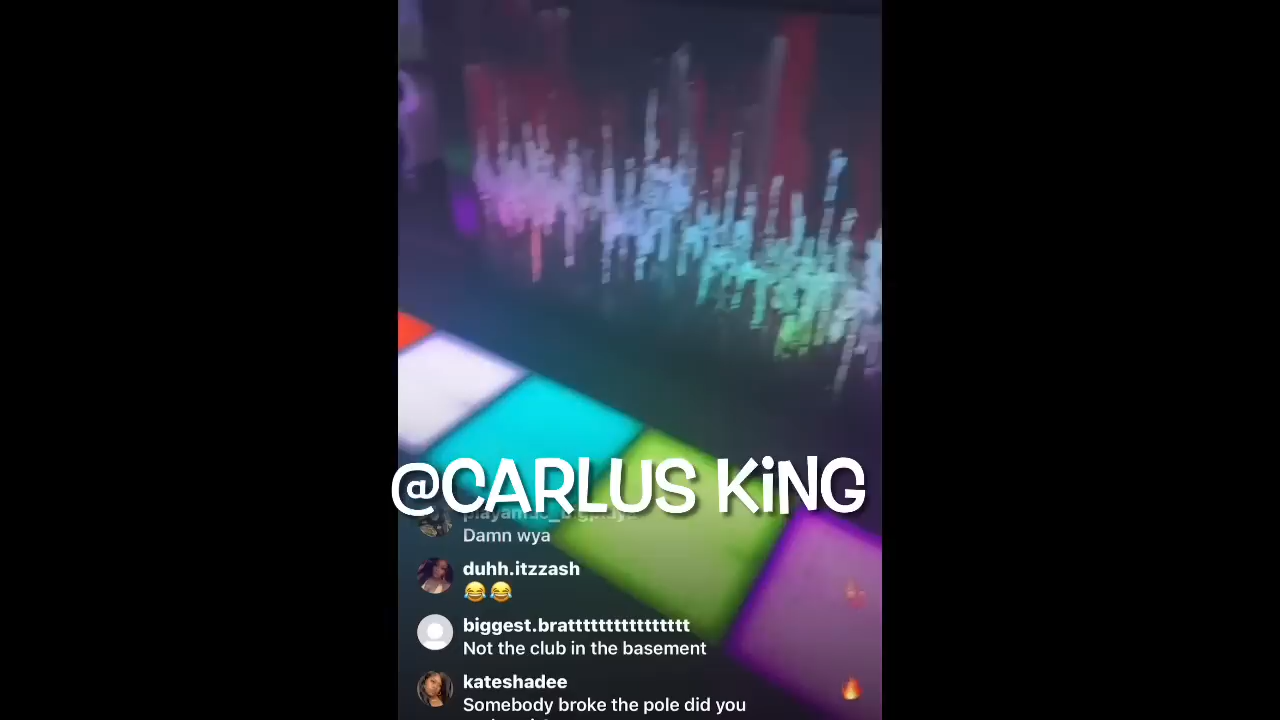 @CARLUS KiNG
Damn wya
duhh.itzzash
😂😂
biggest.bratttttttttttttttt
Not the club in the basement
kateshadee
Somebody broke the pole did you